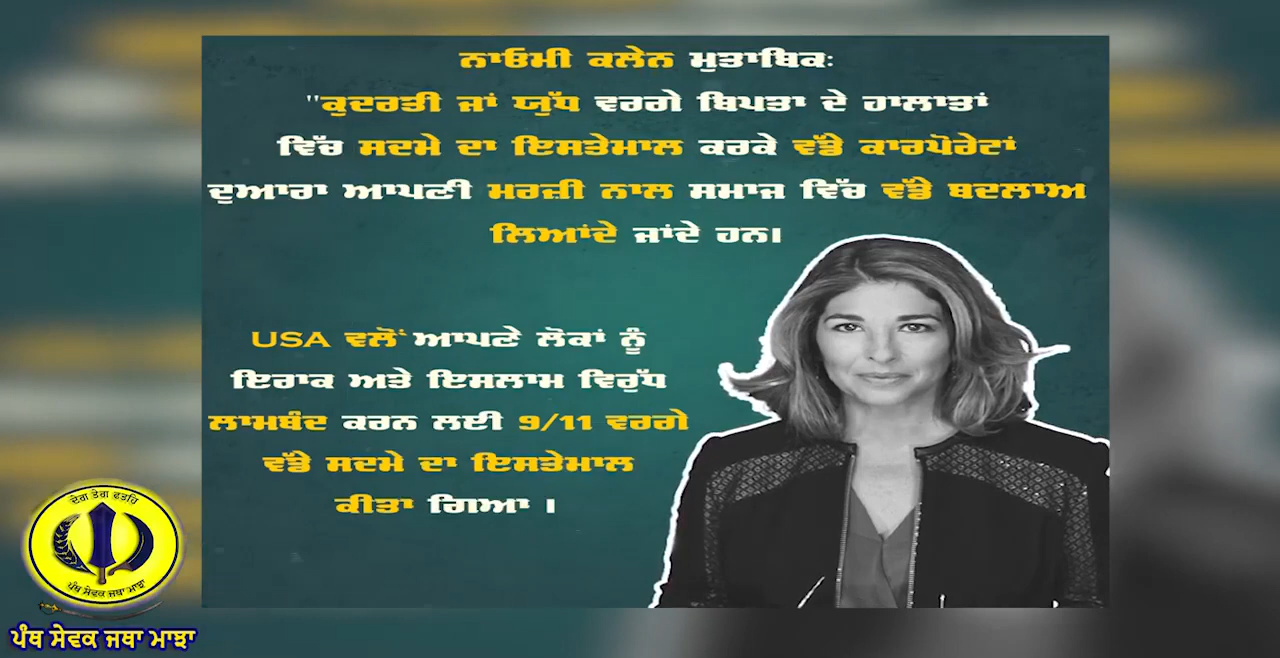 ਨਾਓਮੀ ਕਲੇਨ ਮੁਤਾਬਿਕ:
"ਕੁਦਰਤੀ ਜਾਂ ਯੁੱਧ ਵਰਗੇ ਬਿਪਤਾ ਦੇ ਹਾਲਾਤਾਂ
ਵਿੱਚ ਸਦਮੇ ਦਾ ਇਸਤੇਮਾਲ ਕਰਕੇ ਵੱਡੇ ਕਾਰਪੋਰੇਟਾਂ
ਦੁਆਰਾ ਆਪਣੀ ਮਰਜ਼ੀ ਨਾਲ ਸਮਾਜ ਵਿੱਚ ਵੱਡੇ ਬਦਲਾਅ
ਲਿਆਂਦੇ ਜਾਂਦੇ ਹਨ।
USA ਵਲੋਂ ਆਪਣੇ ਲੋਕਾਂ ਨੂੰ
ਇਰਾਕ ਅਤੇ ਇਸਲਾਮ ਵਿਰੁੱਧ
ਲਾਮਬੰਦ ਕਰਨ ਲਈ 9/11 ਵਰਗੇ
ਵੱਡੇ ਸਦਮੇ ਦਾ ਇਸਤੇਮਾਲ
ਕੀਤਾ ਗਿਆ ।
ਦੇਗ ਤੇਗ ਫਤਹਿ
ਪੰਥ ਸੇਵਕ ਜਥਾ ਮਾਝਾ
ਪੰਥ ਸੇਵਕ ਜਥਾ ਮਾਝਾ